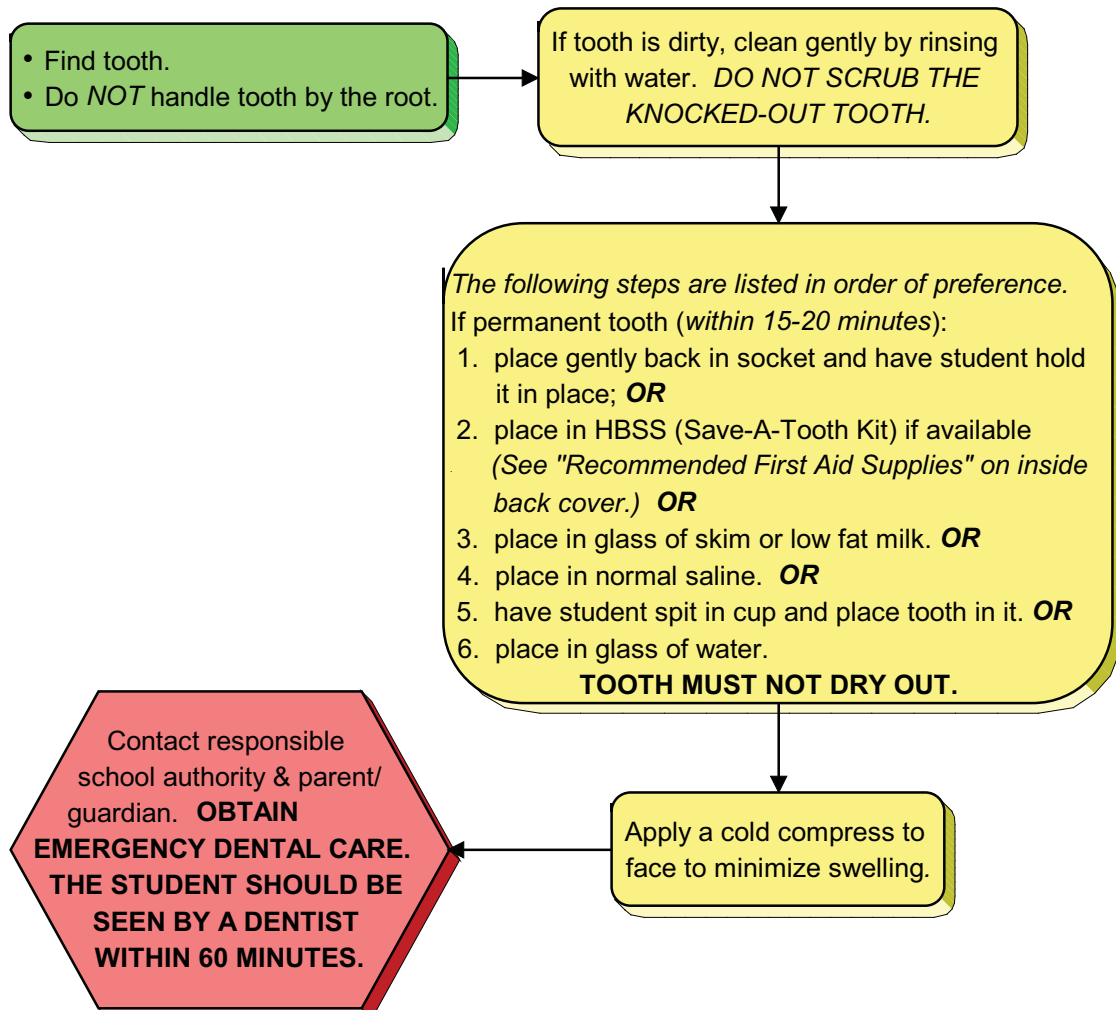 • Find tooth.
• Do NOT handle tooth by the root.
If tooth is dirty, clean gently by rinsing
with water. DO NOT SCRUB THE
KNOCKED-OUT TOOTH.
The following steps are listed in order of preference.
If permanent tooth (within 15-20 minutes):
1. place gently back in socket and have student hold
it in place; OR
2. place in HBSS (Save-A-Tooth Kit) if available
(See "Recommended First Aid Supplies" on inside
back cover.) OR
3. place in glass of skim or low fat milk. OR
4. place in normal saline. OR
5. have student spit in cup and place tooth in it. OR
6. place in glass of water.
TOOTH MUST NOT DRY OUT.
Apply a cold compress to
face to minimize swelling.
Contact responsible
school authority & parent/
guardian. OBTAIN
EMERGENCY DENTAL CARE.
THE STUDENT SHOULD BE
SEEN BY A DENTIST
WITHIN 60 MINUTES.